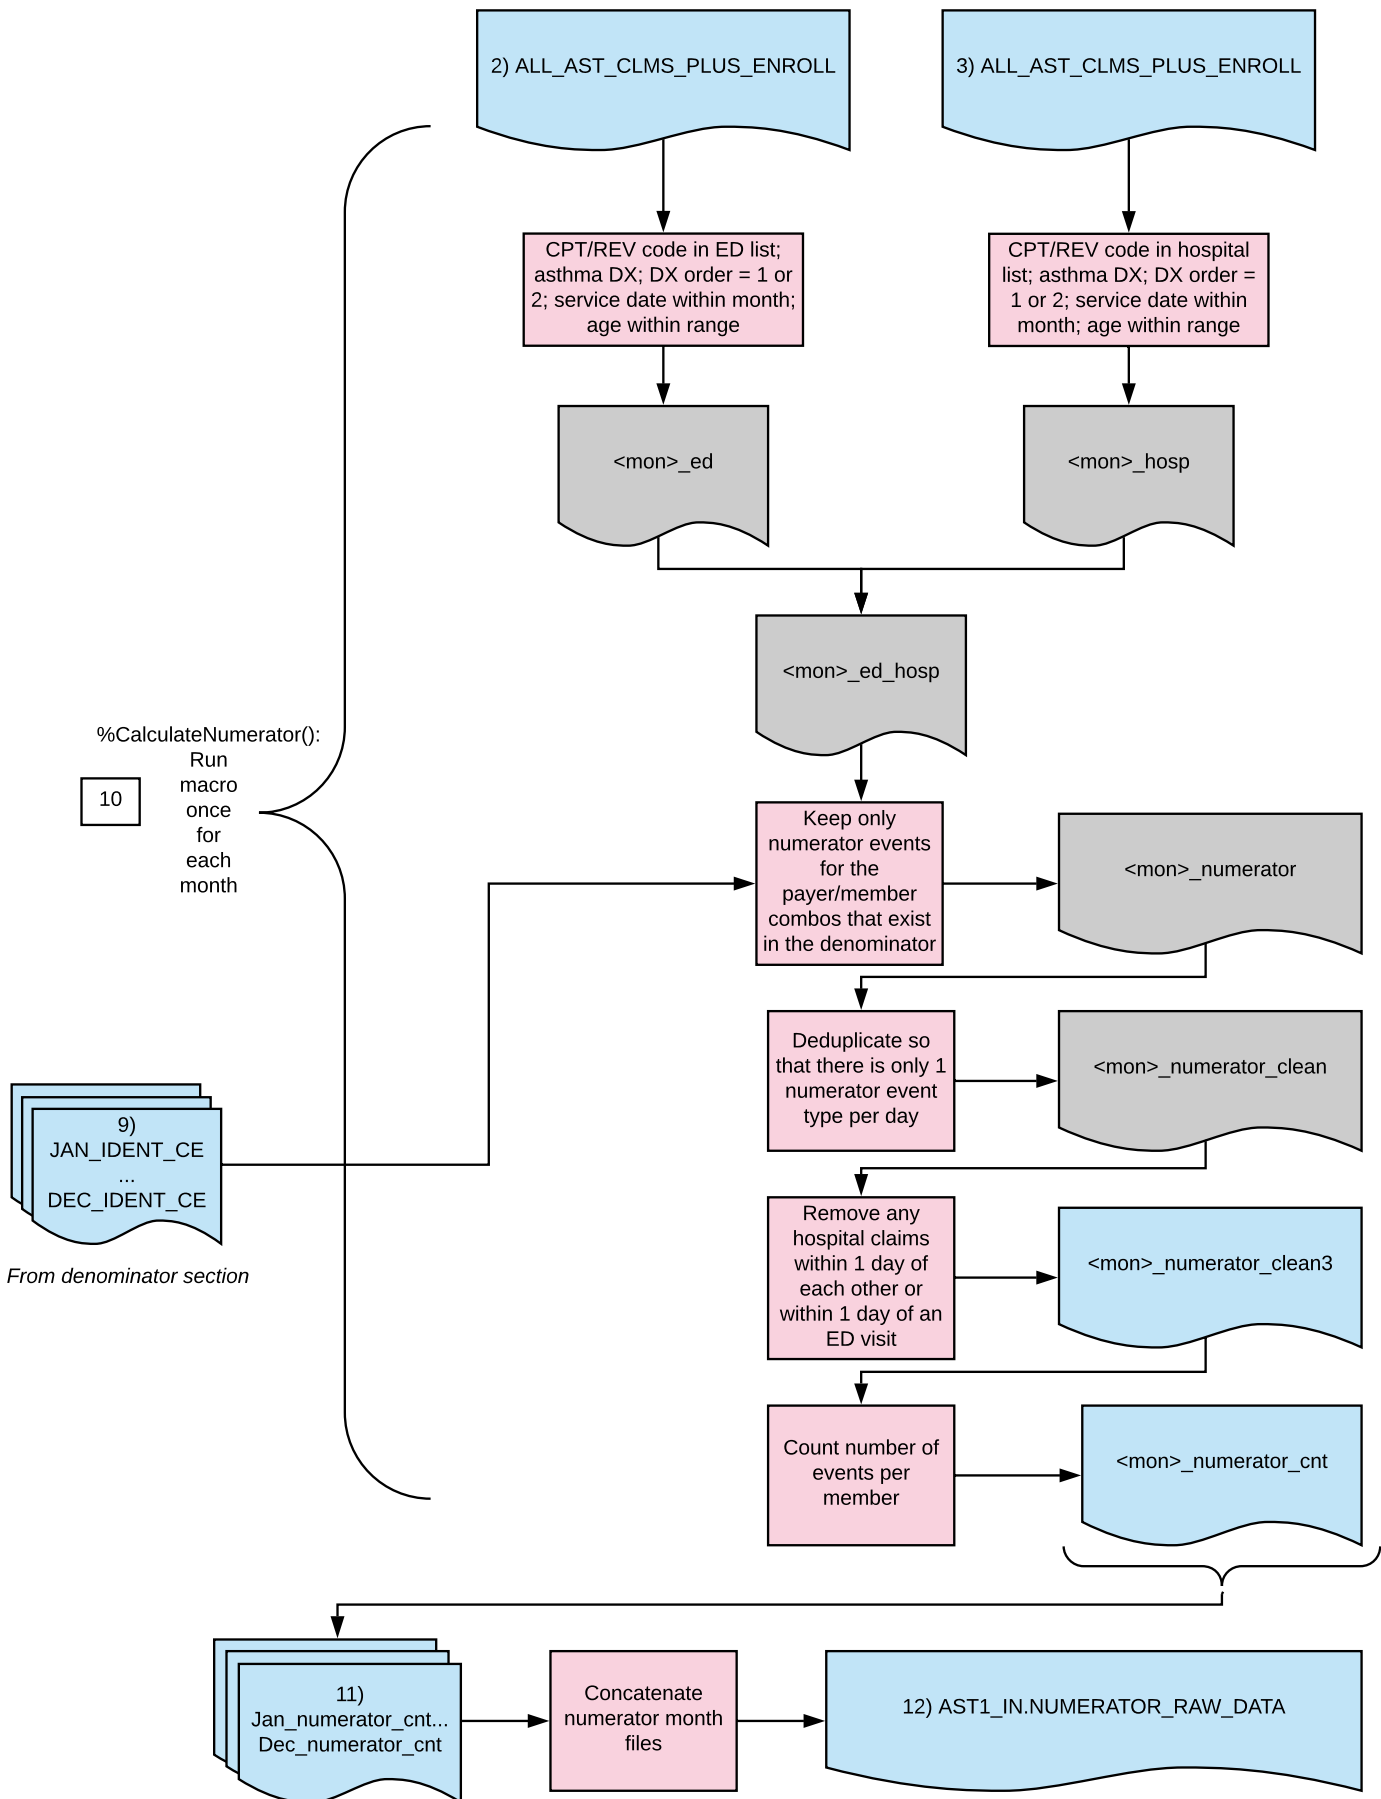 2) ALL_AST_CLMS_PLUS_ENROLL
3) ALL_AST_CLMS_PLUS_ENROLL
CPT/REV code in ED list;
asthma DX; DX order = 1 or
2; service date within month;
age within range
CPT/REV code in hospital
list; asthma DX; DX order =
1 or 2; service date within
month; age within range
<mon>_ed
<mon>_hosp
<mon>_ed_hosp
%CalculateNumerator():
Run
macro
once
for
each
month
10
Keep only
numerator events
for the
payer/member
combos that exist
in the denominator
<mon>_numerator
Deduplicate so
that there is only 1
numerator event
type per day
<mon>_numerator_clean
9)
JAN_IDENT_CE
...
DEC_IDENT_CE
From denominator section
Remove any
hospital claims
within 1 day of
each other or
within 1 day of an
ED visit
<mon>_numerator_clean3
Count number of
events per
member
<mon>_numerator_cnt
11)
Jan_numerator_cnt...
Dec_numerator_cnt
Concatenate
numerator month
files
12) AST1_IN.NUMERATOR_RAW_DATA